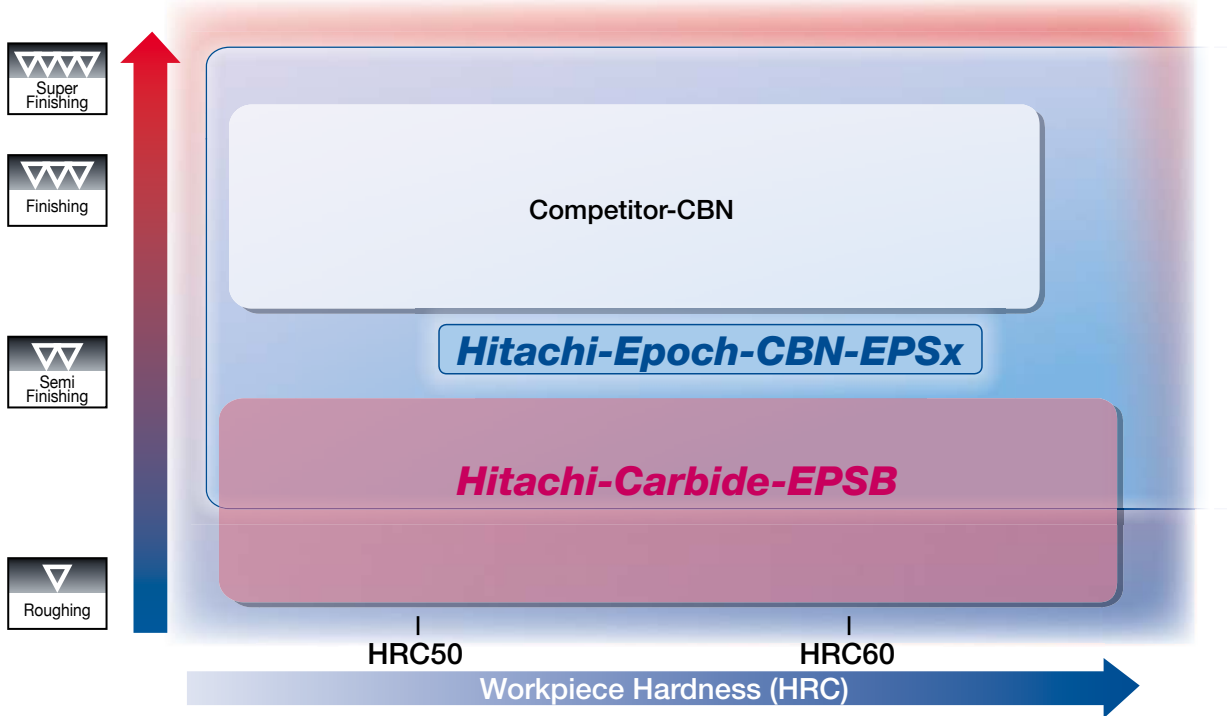 Super
Finishing
Finishing
Competitor-CBN
Hitachi-Epoch-CBN-EPSx
Semi
Finishing
Hitachi-Carbide-EPSB
Roughing
HRC50
HRC60
Workpiece Hardness (HRC)